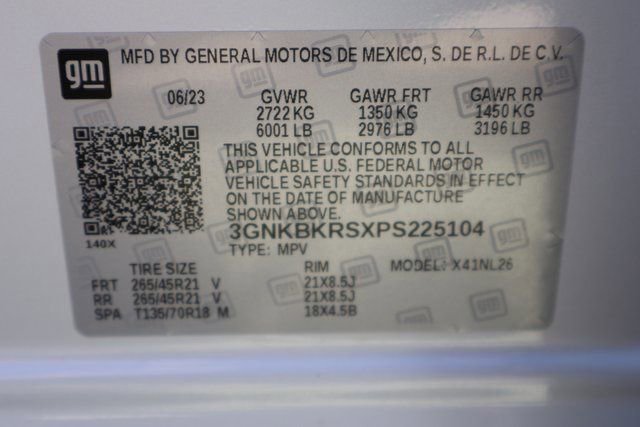 gm
MFD BY GENERAL MOTORS DE MEXICO, S. DE R.L. DE C.V.
06/23 GVWR GAWR FRT GAWR RR
2722 KG 1350 KG 1450 KG
6001 LB 2976 LB 3196 LB
THIS VEHICLE CONFORMS TO ALL
APPLICABLE U.S. FEDERAL MOTOR
VEHICLE SAFETY STANDARDS IN EFFECT
ON THE DATE OF MANUFACTURE
SHOWN ABOVE.
3GNKBKRSXPS225104
140X
TYPE: MPV
TIRE SIZE RIM MODEL: X41NL26
FRT 265/45R21 V 21X8.5J
RR 265/45R21 V 21X8.5J
SPA T135/70R18 M 18X4.5B